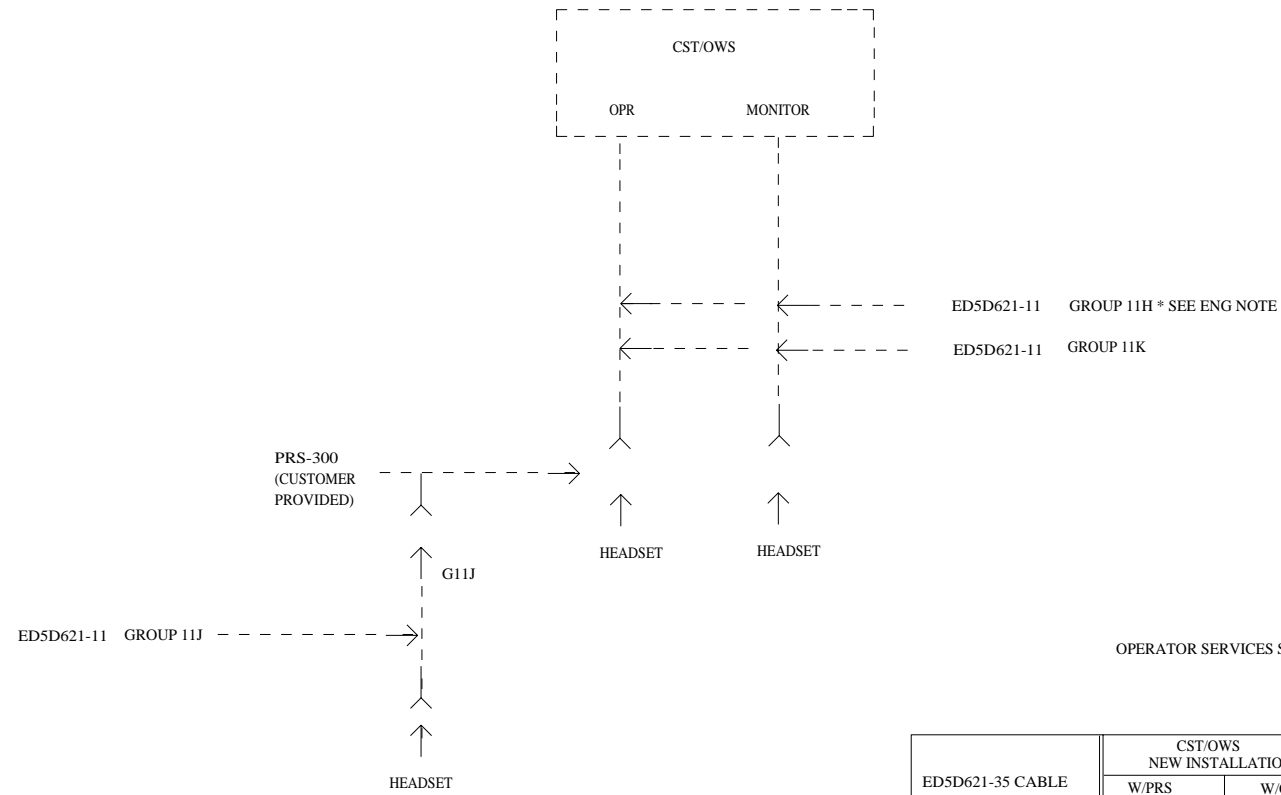 CST/OWS
OPR MONITOR
ED5D621-11 GROUP 11H * SEE ENG NOTE
ED5D621-11 GROUP 11K
PRS-300
(CUSTOMER
PROVIDED)
HEADSET HEADSET
G11J
ED5D621-11 GROUP 11J
OPERATOR SERVICES
HEADSET
CST/OWS
NEW INSTALLATIO
ED5D621-35 CABLE
W/PRS W/